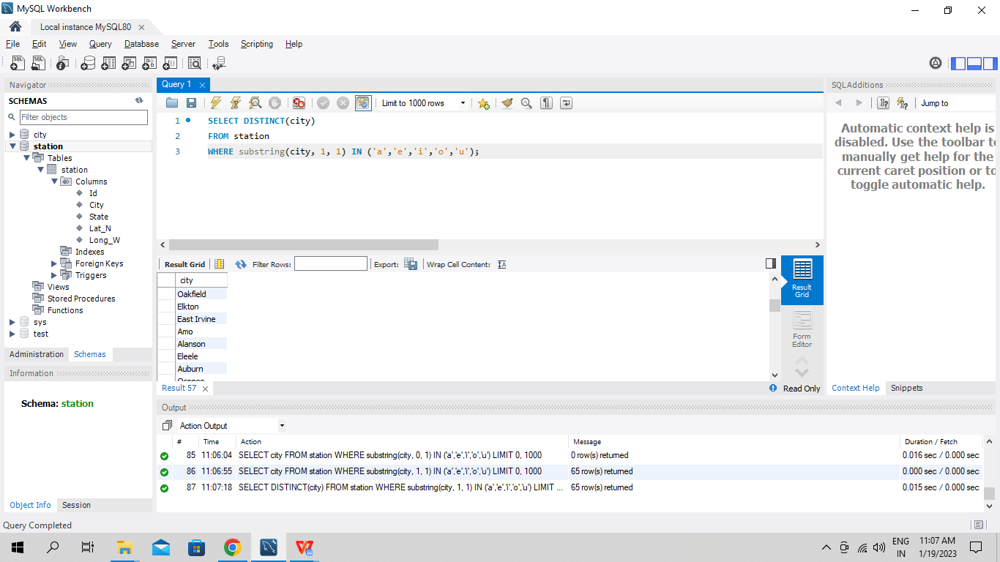 MySQL Workbench
Local instance MySQL80
File Edit View Query Database Server Tools Scripting Help
Navigator
SCHEMAS
Filter objects
city
station
Tables
station
Columns
Id
City
State
Lat_N
Long_W
Indexes
Foreign Keys
Triggers
Views
Stored Procedures
Functions
sys
test
Administration Schemas
Information
Schema: station
Object Info Session
Query 1
Limit to 1000 rows
1 SELECT DISTINCT(city)
2 FROM station
3 WHERE substring(city, 1, 1) IN ('a','e','i','o','u');
Result Grid Filter Rows: Export: Wrap Cell Content:
city
Oakfield
Elkton
East Irvine
Amo
Alanson
Eleele
Auburn
Result Grid
Form Editor
Result 57
Read Only
SQLAdditions
Jump to
Automatic context help is
disabled. Use the toolbar to
manually get help for the
current caret position or to
toggle automatic help.
Context Help Snippets
Output
Action Output
# Time Action Message Duration / Fetch
85 11:06:04 SELECT city FROM station WHERE substring(city, 0, 1) IN ('a','e','i','o','u') LIMIT 0, 1000 0 row(s) returned 0.016 sec / 0.000 sec
86 11:06:55 SELECT city FROM station WHERE substring(city, 1, 1) IN ('a','e','i','o','u') LIMIT 0, 1000 65 row(s) returned 0.000 sec / 0.000 sec
87 11:07:18 SELECT DISTINCT(city) FROM station WHERE substring(city, 1, 1) IN ('a','e','i','o','u') LIMIT ... 65 row(s) returned 0.015 sec / 0.000 sec
Query Completed
ENG
IN
11:07 AM
1/19/2023